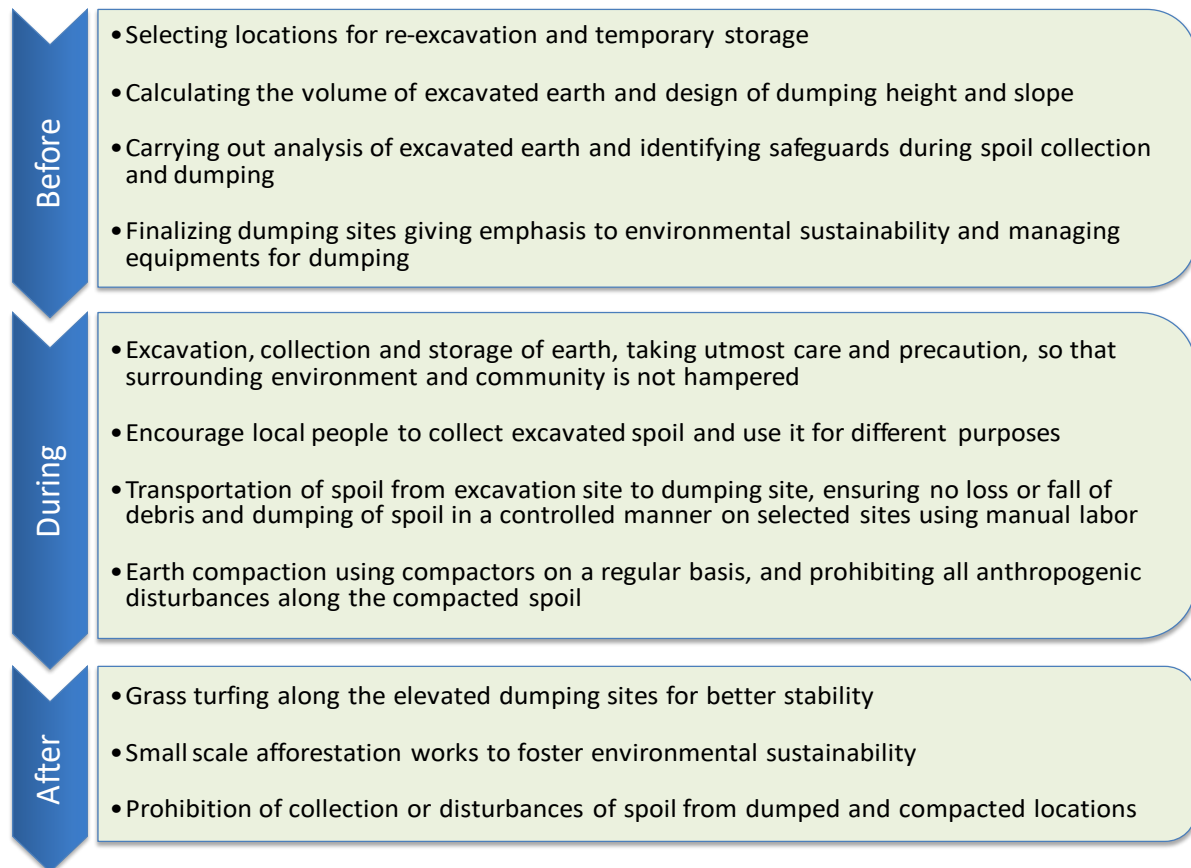 Before
•Selecting locations for re-excavation and temporary storage
•Calculating the volume of excavated earth and design of dumping height and slope
•Carrying out analysis of excavated earth and identifying safeguards during spoil collection
and dumping
•Finalizing dumping sites giving emphasis to environmental sustainability and managing
equipments for dumping
During
•Excavation, collection and storage of earth, taking utmost care and precaution, so that
surrounding environment and community is not hampered
•Encourage local people to collect excavated spoil and use it for different purposes
•Transportation of spoil from excavation site to dumping site, ensuring no loss or fall of
debris and dumping of spoil in a controlled manner on selected sites using manual labor
•Earth compaction using compactors on a regular basis, and prohibiting all anthropogenic
disturbances along the compacted spoil
After
•Grass turfing along the elevated dumping sites for better stability
•Small scale afforestation works to foster environmental sustainability
•Prohibition of collection or disturbances of spoil from dumped and compacted locations